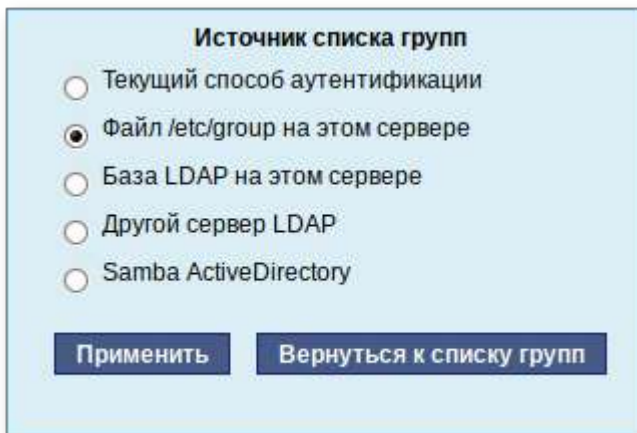 Источник списка групп
Текущий способ аутентификации
Файл /etc/group на этом сервере
База LDAP на этом сервере
Другой сервер LDAP
Samba ActiveDirectory
Применить Вернуться к списку групп